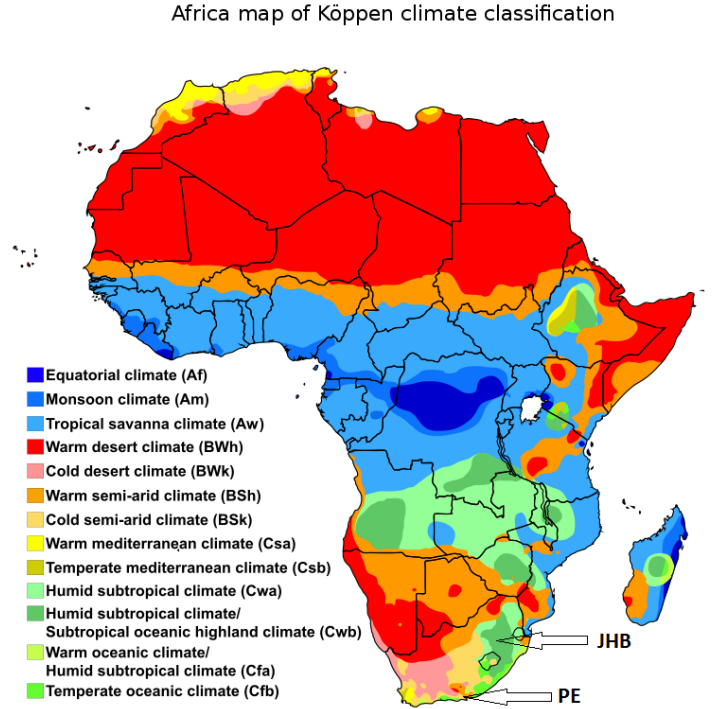 Africa map of Köppen climate classification
Equatorial climate (Af)
Monsoon climate (Am)
Tropical savanna climate (Aw)
Warm desert climate (BWh)
Cold desert climate (BWk)
Warm semi-arid climate (BSh)
Cold semi-arid climate (BSk)
Warm mediterranean climate (Csa)
Temperate mediterranean climate (Csb)
Humid subtropical climate (Cwa)
Humid subtropical climate/
Subtropical oceanic highland climate (Cwb)
Warm oceanic climate/
Humid subtropical climate (Cfa)
Temperate oceanic climate (Cfb)
JHB
PE